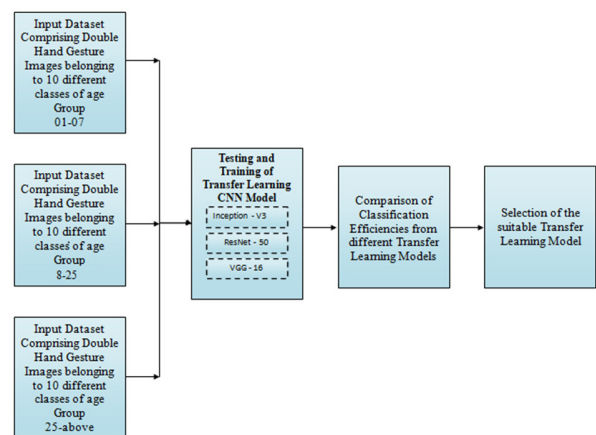 Input Dataset
Comprising Double
Hand Gesture
Images belonging
to 10 different
classes of age
Group
01-07
Input Dataset
Comprising Double
Hand Gesture
Images belonging
to 10 different
classes of age
Group
8-25
Input Dataset
Comprising Double
Hand Gesture
Images belonging
to 10 different
classes of age
Group
25-above
Testing and
Training of
Transfer Learning
CNN Model
Inception - V3
ResNet - 50
VGG - 16
Comparison of
Classification
Efficiencies from
different Transfer
Learning Models
Selection of the
suitable Transfer
Learning Model